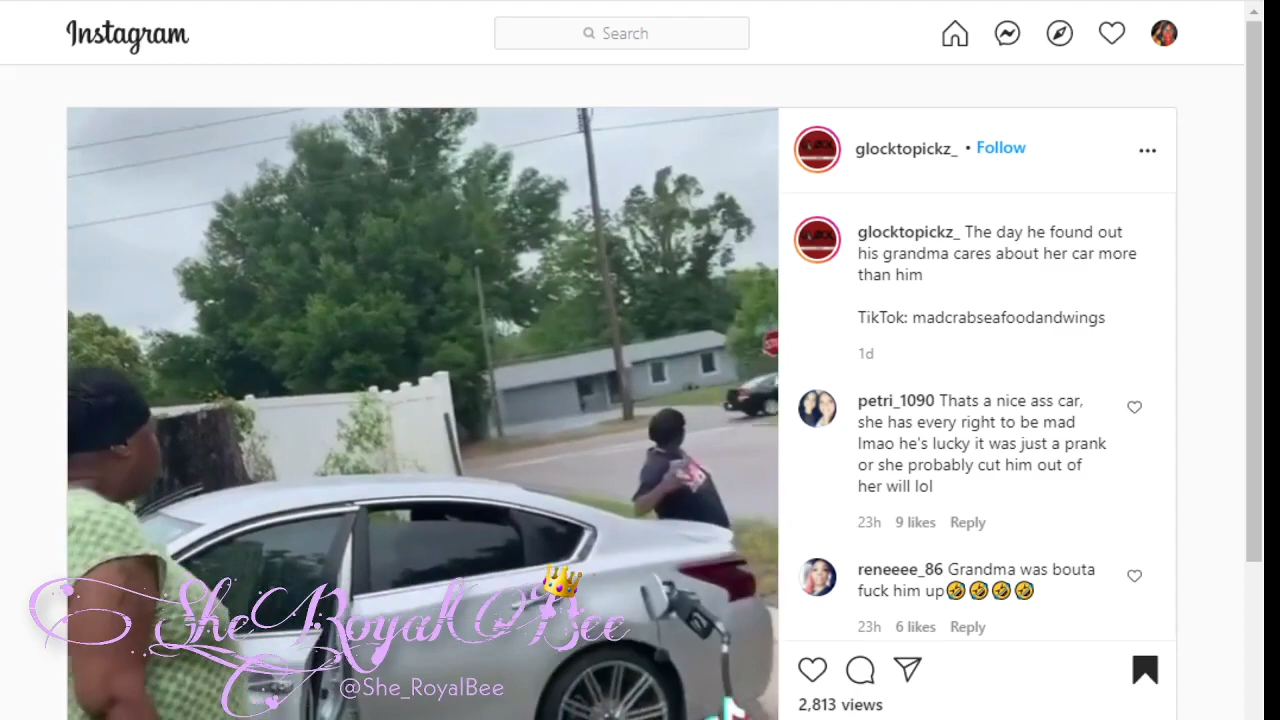 Instagram
Search
glocktopickz_ • Follow
glocktopickz_ The day he found out
his grandma cares about her car more
than him
TikTok: madcrabseafoodandwings
1d
petri_1090 Thats a nice ass car,
she has every right to be mad
lmao he's lucky it was just a prank
or she probably cut him out of
her will lol
23h 9 likes Reply
reneeee_86 Grandma was bouta
fuck him up🤣🤣🤣🤣
23h 6 likes Reply
2,813 views
SheRoyalBee
@She_RoyalBee